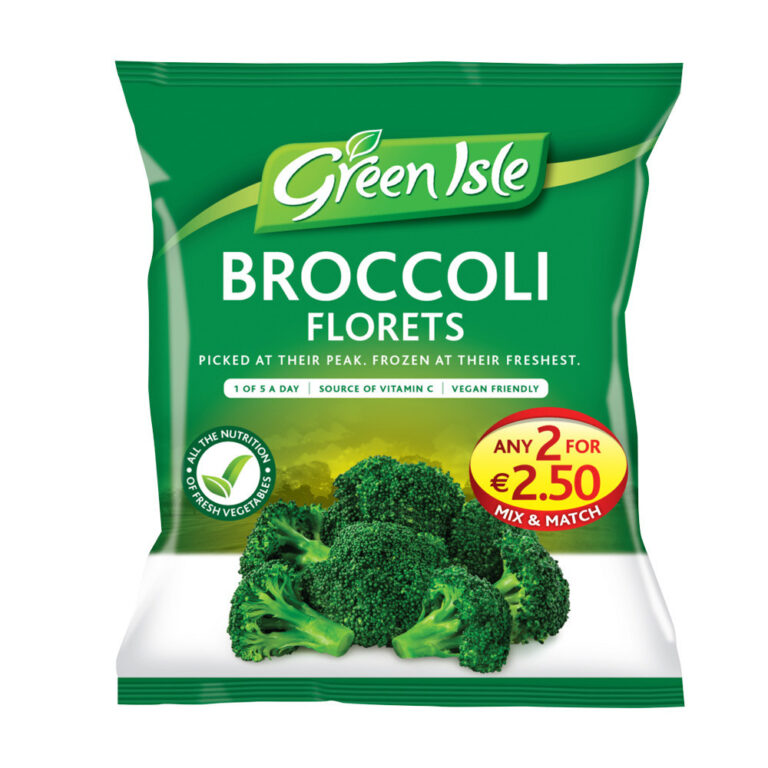 Green Isle
BROCCOLI
FLORETS
PICKED AT THEIR PEAK. FROZEN AT THEIR FRESHEST.
1 OF 5 A DAY | SOURCE OF VITAMIN C | VEGAN FRIENDLY
• ALL THE NUTRITION •
OF FRESH VEGETABLES
ANY 2 FOR
€2.50
MIX & MATCH